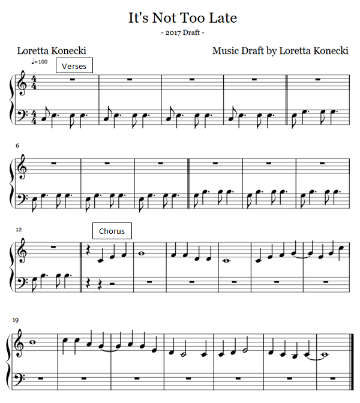 It's Not Too Late
- 2017 Draft -
Loretta Konecki
Music Draft by Loretta Konecki
♩=100
Verses
6
12
Chorus
19